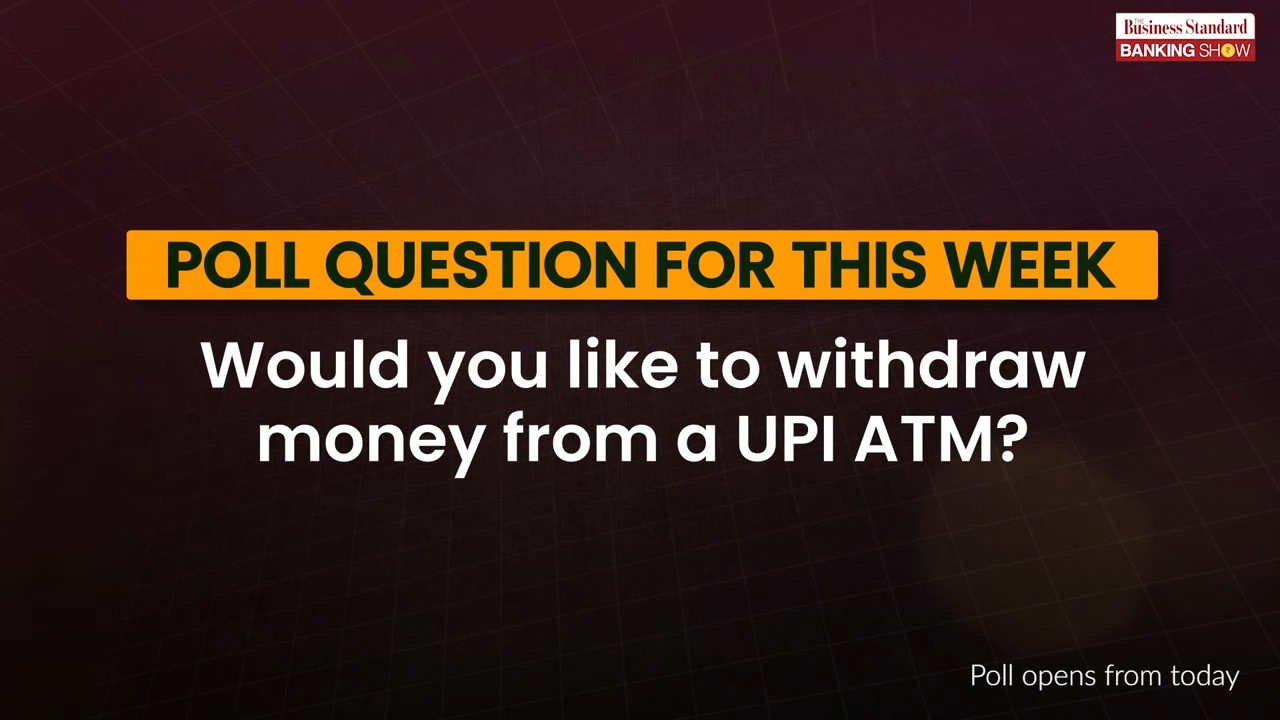 THE
Business Standard
BANKING SHOW
POLL QUESTION FOR THIS WEEK
Would you like to withdraw
money from a UPI ATM?
Poll opens from today